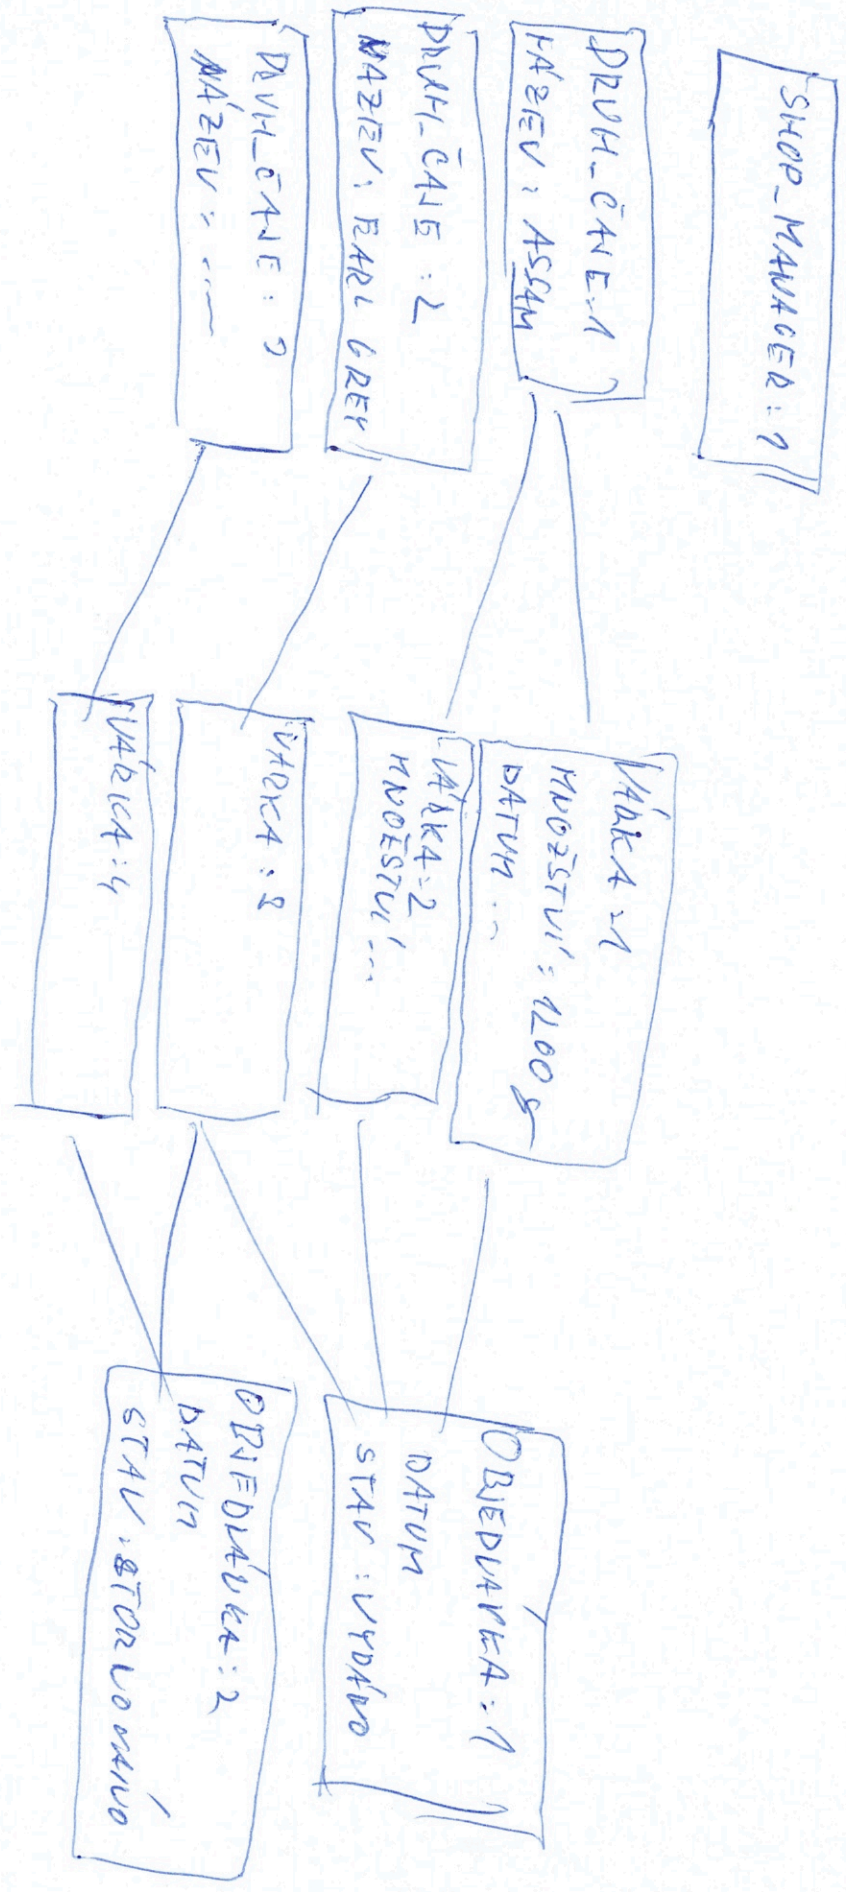 SHOP_MANAGER:1
DRUH_ČAJE:1
NÁZEV: ASSAM
DRUH_ČAJE:2
NÁZEV: EARL GREY
DRUH_ČAJE:3
NÁZEV: ....
VÁRKA:1
MNOŽSTVÍ: 1200 g
DATUM ...
VÁRKA:2
MNOŽSTVÍ ...
VÁRKA:3
VÁRKA:4
OBJEDNÁVKA:1
DATUM
STAV: VYDÁNO
OBJEDNÁVKA:2
DATUM
STAV: STORNOVÁNO